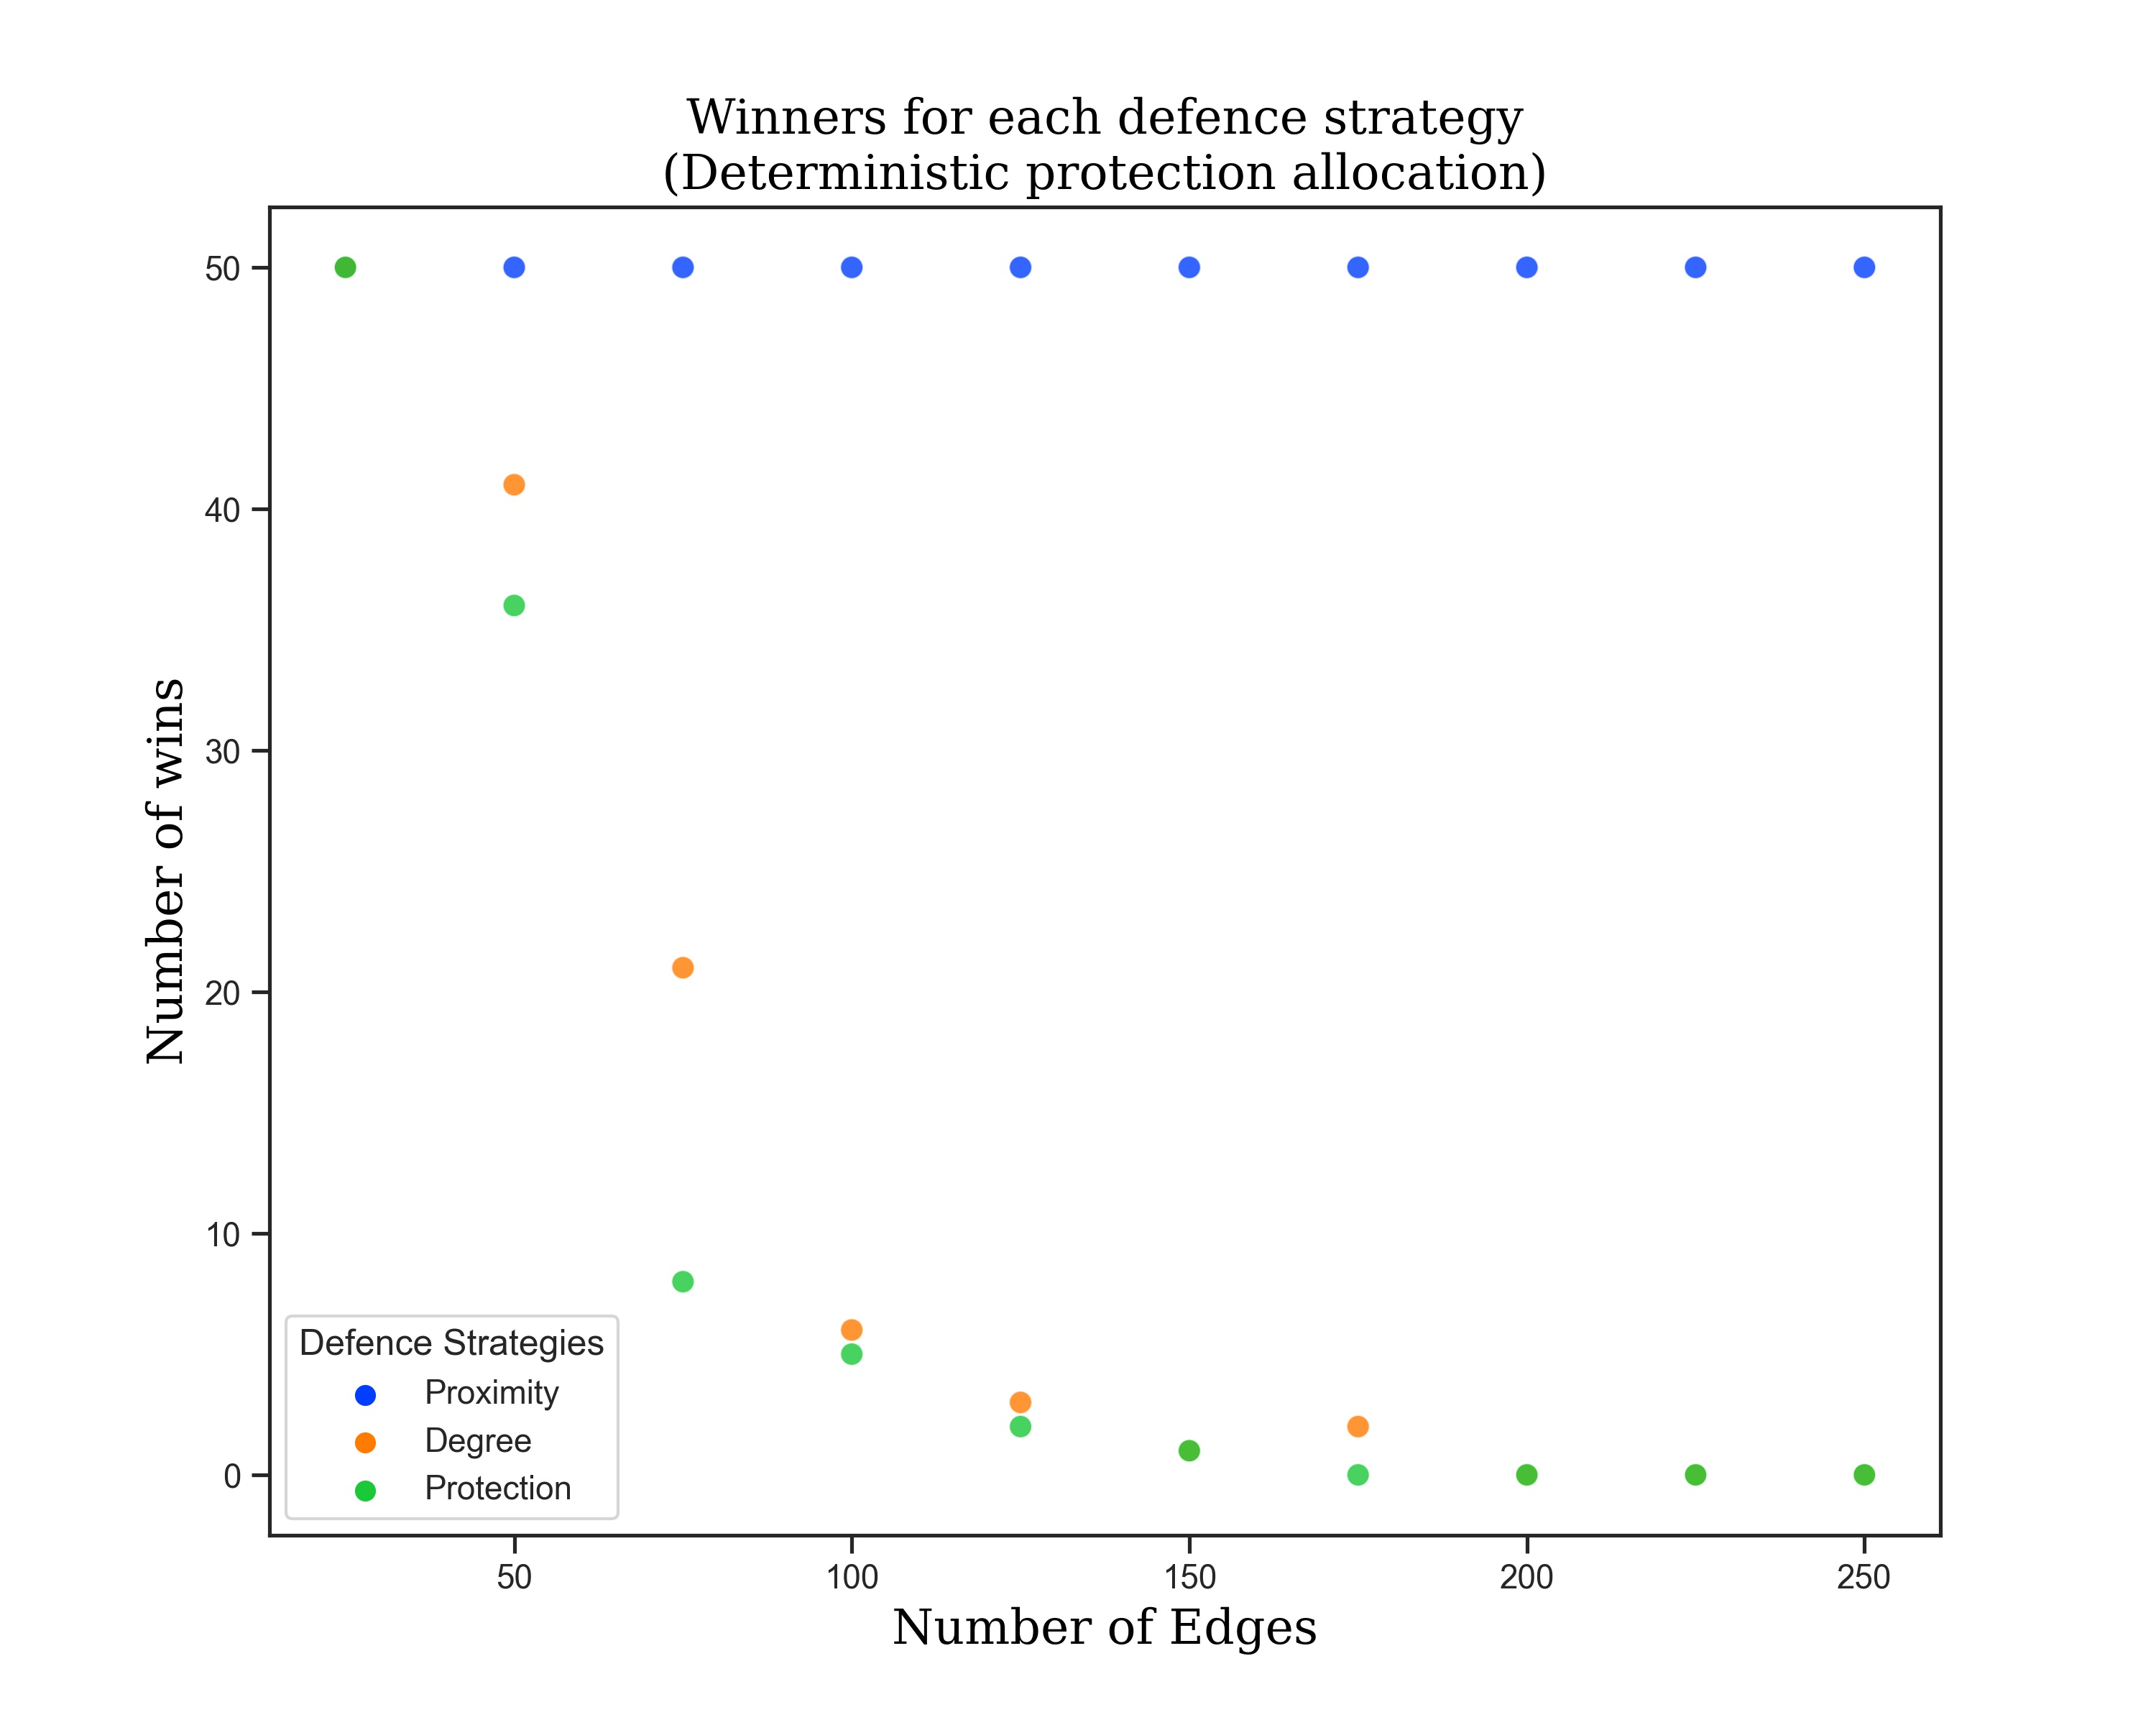 Winners for each defence strategy
(Deterministic protection allocation)
Number of wins
50
40
30
20
10
0
Defence Strategies
Proximity
Degree
Protection
50
100
150
200
250
Number of Edges